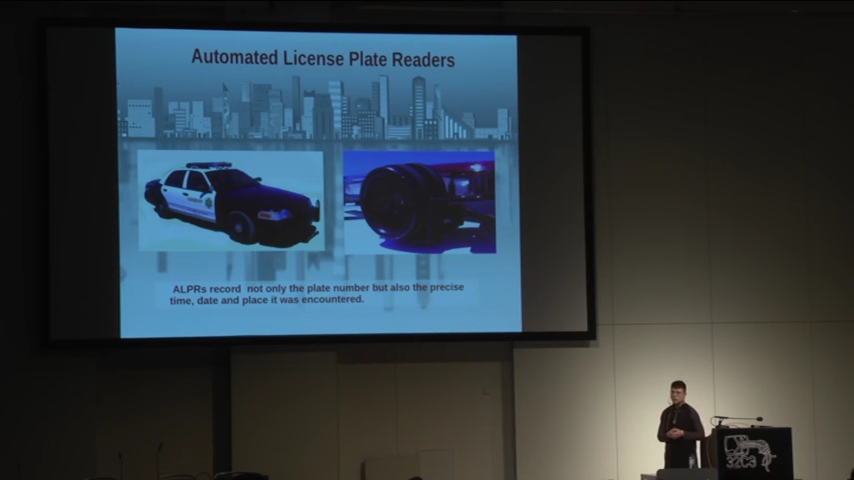 Automated License Plate Readers
ALPRs record not only the plate number but also the precise
time, date and place it was encountered.
32C3